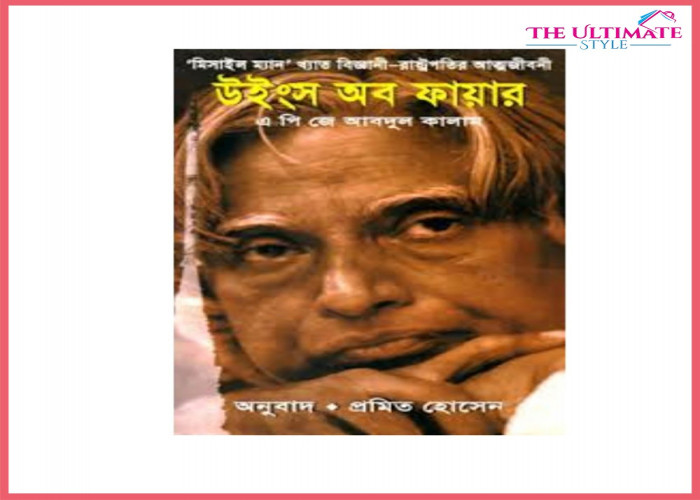 THE ULTIMATE
STYLE
'মিসাইল ম্যান' খ্যাত বিজ্ঞানী–রাষ্ট্রপতির আত্মজীবনী
উইংস অব ফায়ার
এ পি জে আবদুল কালাম
অনুবাদ ◆ প্রমিত হোসেন